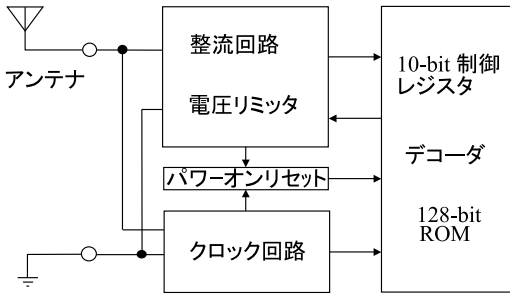 アンテナ
整流回路
電圧リミッタ
パワーオンリセット
クロック回路
10-bit 制御
レジスタ
デコーダ
128-bit
ROM